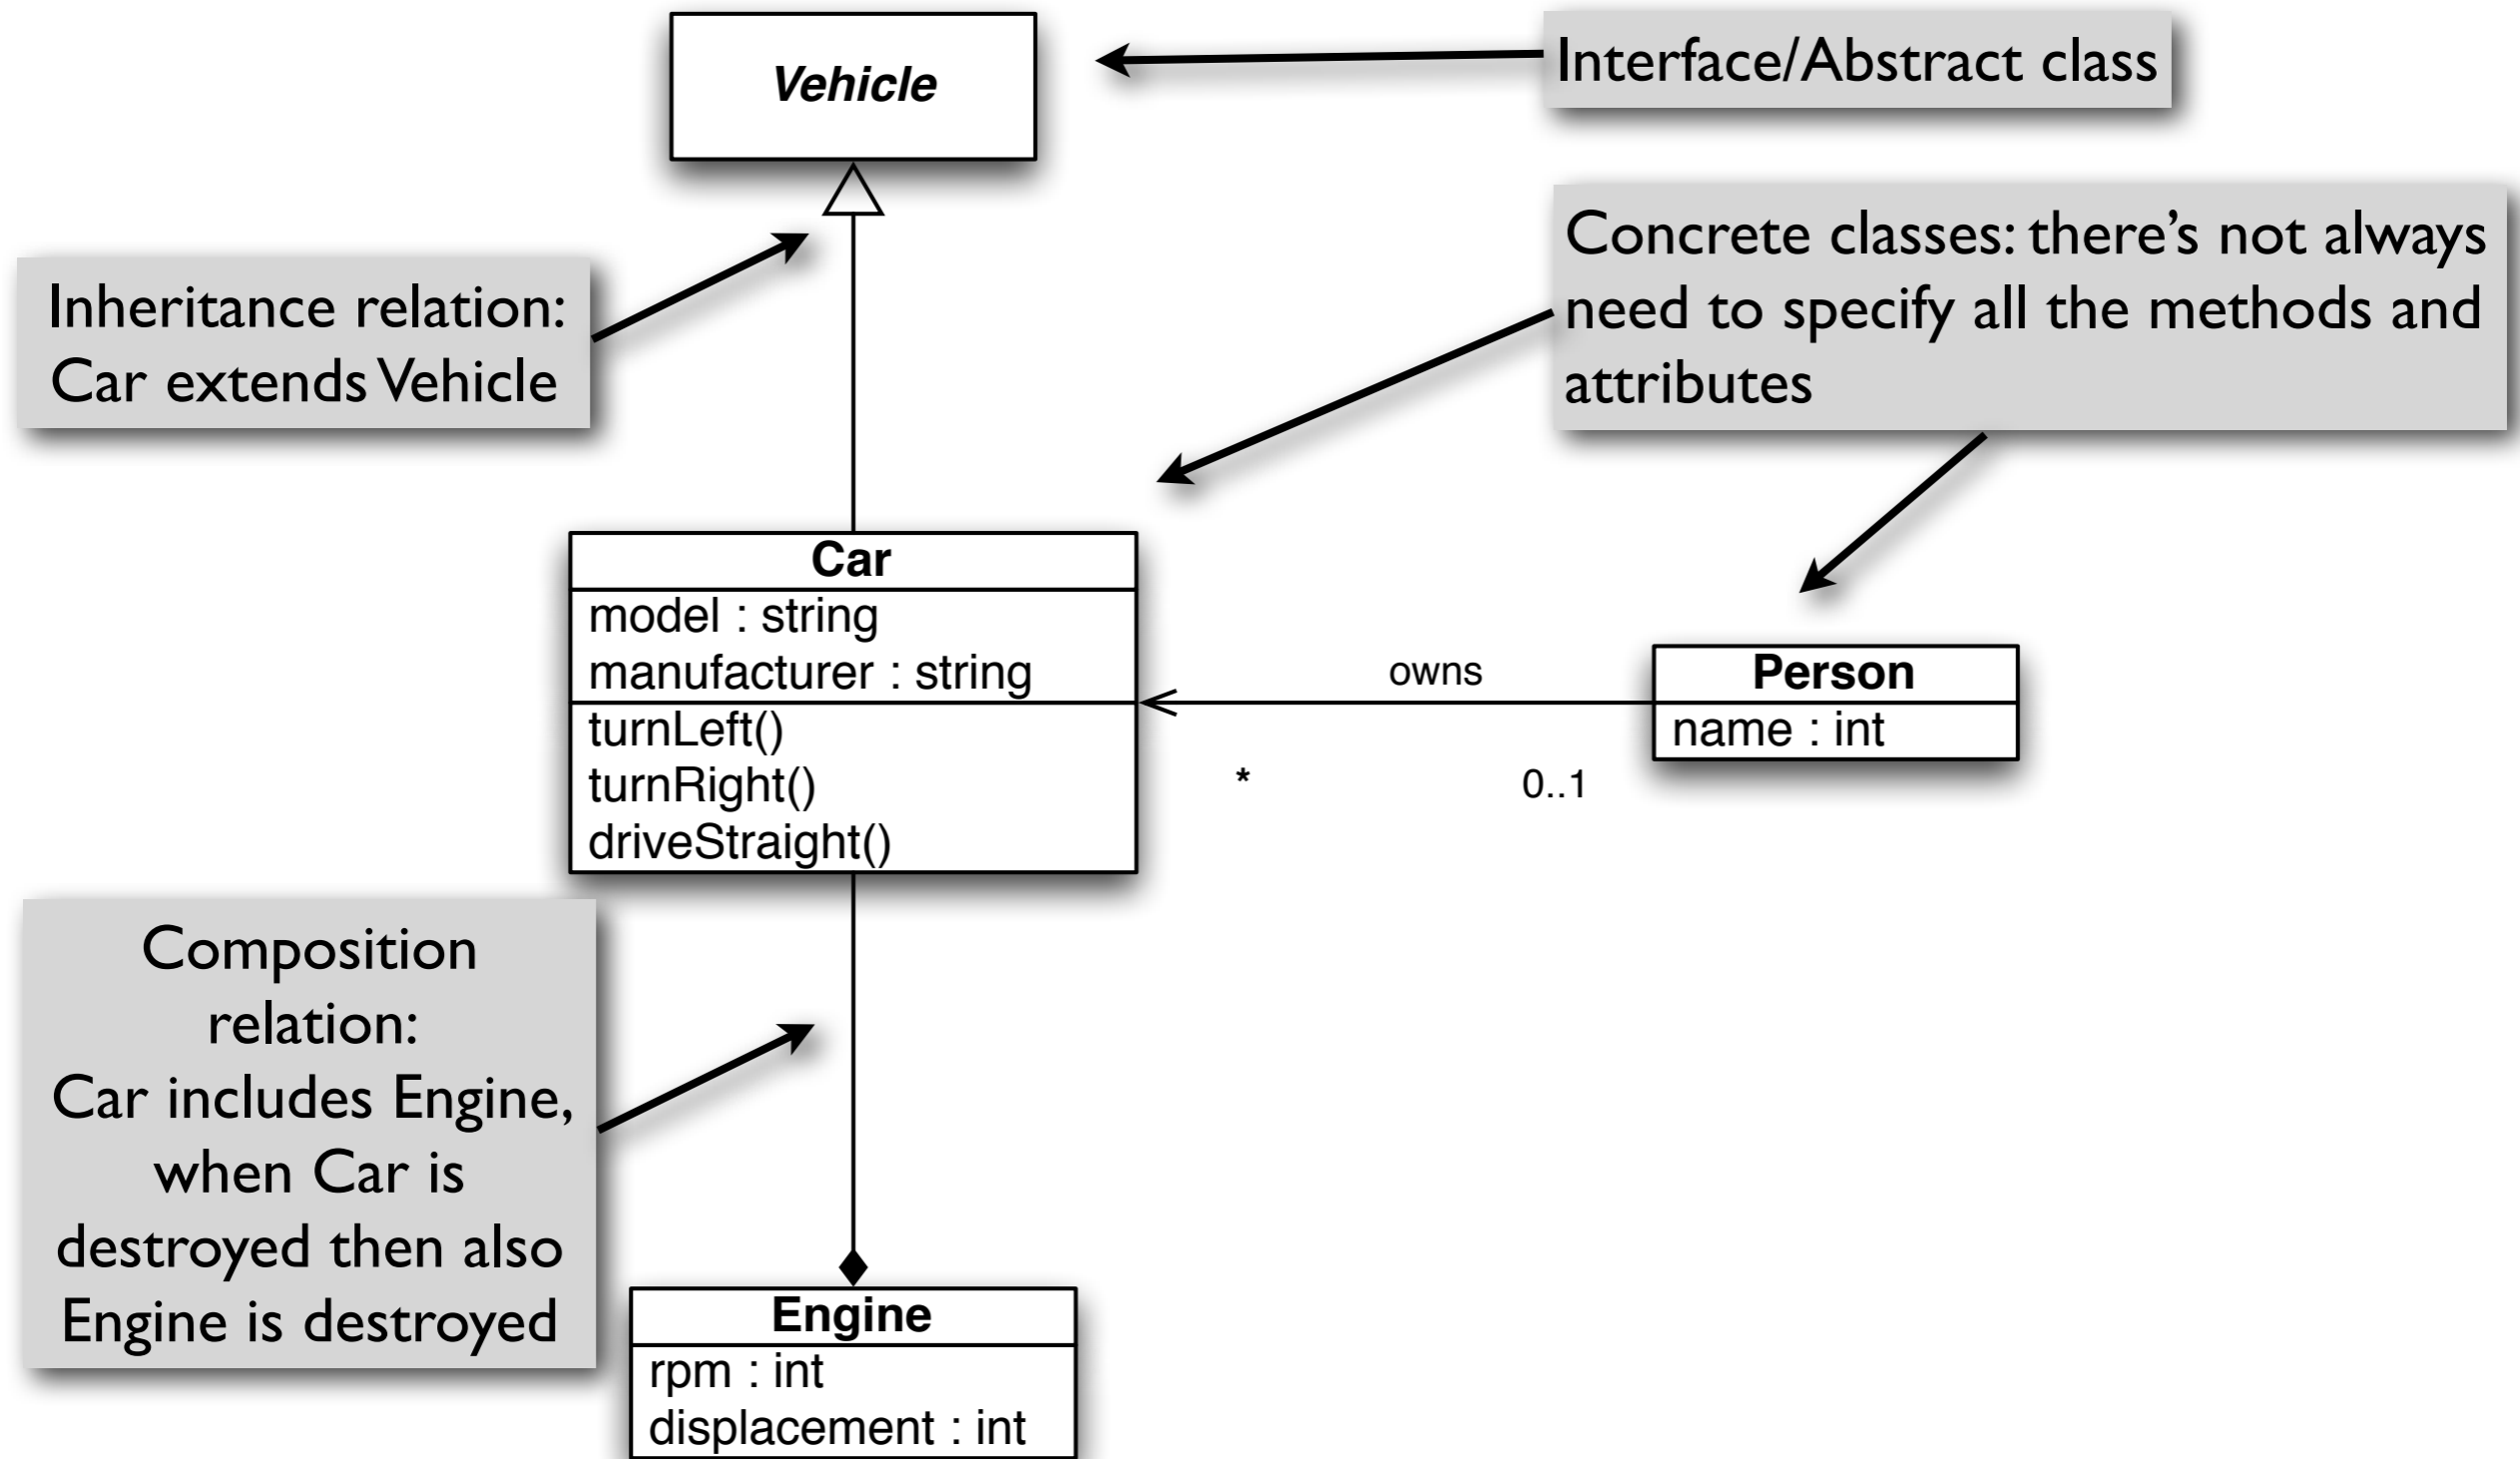 Vehicle
Interface/Abstract class
Inheritance relation:
Car extends Vehicle
Concrete classes: there's not always
need to specify all the methods and
attributes
Car
model : string
manufacturer : string
turnLeft()
turnRight()
driveStraight()
owns
*
0..1
Person
name : int
Composition
relation:
Car includes Engine,
when Car is
destroyed then also
Engine is destroyed
Engine
rpm : int
displacement : int